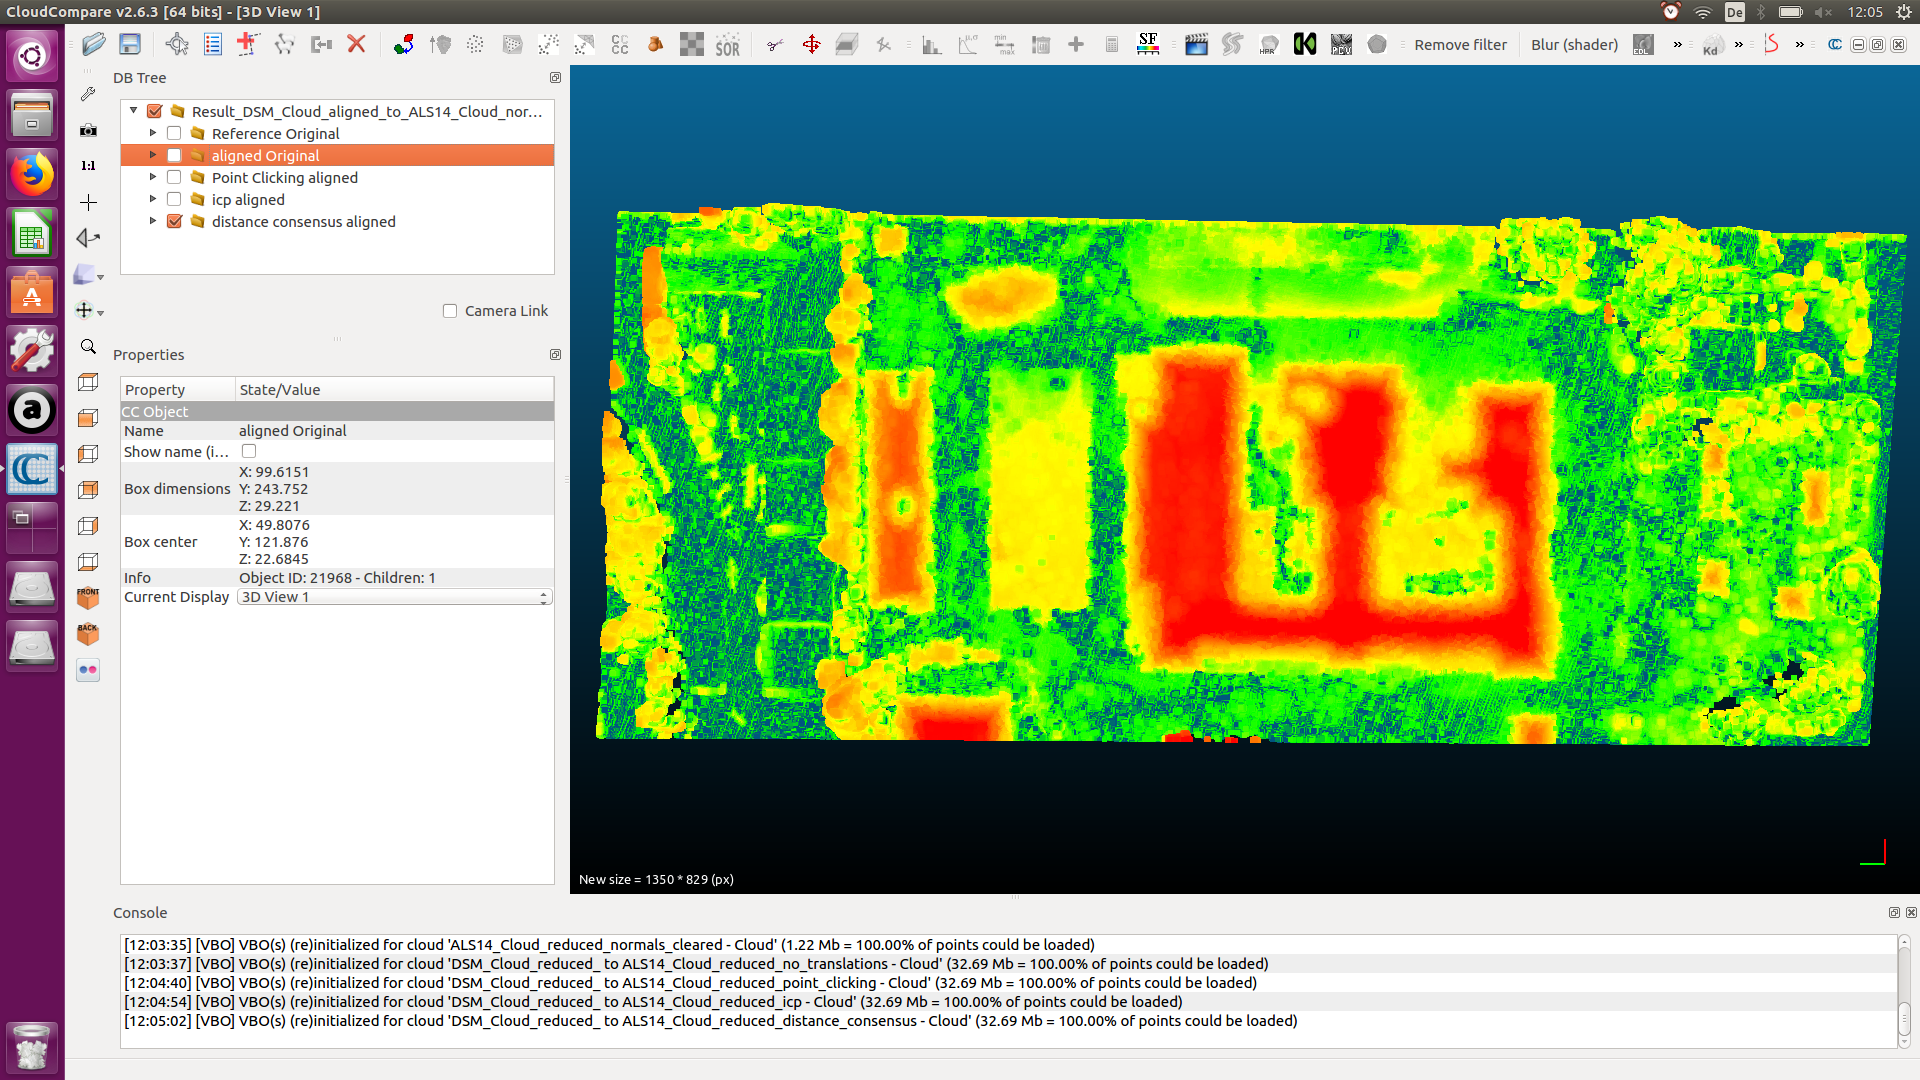 CloudCompare v2.6.3 [64 bits] - [3D View 1]
De
12:05
CC
CC
SOR
SF
HPR
PCV
Remove filter
Blur (shader)
EDL
»
Kd
»
»
DB Tree
Result_DSM_Cloud_aligned_to_ALS14_Cloud_nor...
Reference Original
aligned Original
Point Clicking aligned
icp aligned
distance consensus aligned
1:1
Camera Link
Properties
Property State/Value
CC Object
Name aligned Original
Show name (i...
Box dimensions X: 99.6151
Y: 243.752
Z: 29.221
Box center X: 49.8076
Y: 121.876
Z: 22.6845
Info Object ID: 21968 - Children: 1
Current Display 3D View 1
FRONT
BACK
New size = 1350 * 829 (px)
Console
[12:03:35] [VBO] VBO(s) (re)initialized for cloud 'ALS14_Cloud_reduced_normals_cleared - Cloud' (1.22 Mb = 100.00% of points could be loaded)
[12:03:37] [VBO] VBO(s) (re)initialized for cloud 'DSM_Cloud_reduced_ to ALS14_Cloud_reduced_no_translations - Cloud' (32.69 Mb = 100.00% of points could be loaded)
[12:04:40] [VBO] VBO(s) (re)initialized for cloud 'DSM_Cloud_reduced_ to ALS14_Cloud_reduced_point_clicking - Cloud' (32.69 Mb = 100.00% of points could be loaded)
[12:04:54] [VBO] VBO(s) (re)initialized for cloud 'DSM_Cloud_reduced_ to ALS14_Cloud_reduced_icp - Cloud' (32.69 Mb = 100.00% of points could be loaded)
[12:05:02] [VBO] VBO(s) (re)initialized for cloud 'DSM_Cloud_reduced_ to ALS14_Cloud_reduced_distance_consensus - Cloud' (32.69 Mb = 100.00% of points could be loaded)